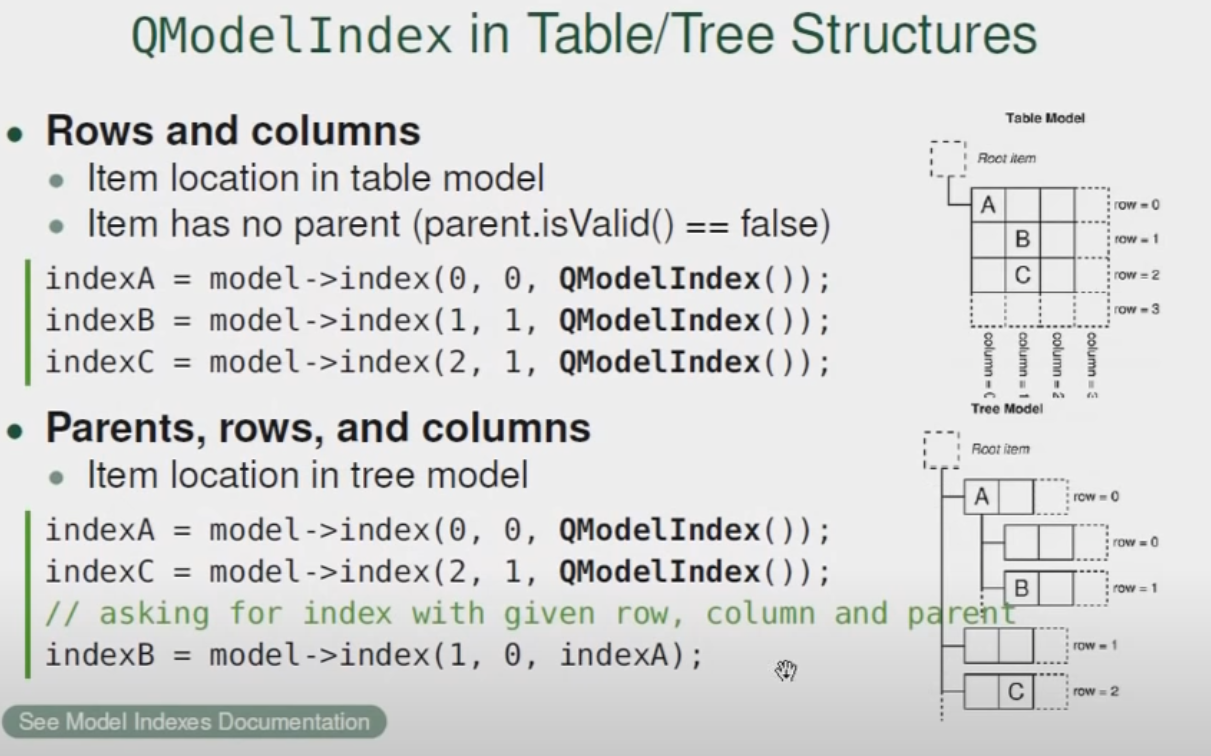 QModelIndex in Table/Tree Structures
Rows and columns
Item location in table model
Item has no parent (parent.isValid() == false)
indexA = model->index(0, 0, QModelIndex());
indexB = model->index(1, 1, QModelIndex());
indexC = model->index(2, 1, QModelIndex());
Parents, rows, and columns
Item location in tree model
indexA = model->index(0, 0, QModelIndex());
indexC = model->index(2, 1, QModelIndex());
// asking for index with given row, column and parent
indexB = model->index(1, 0, indexA);
See Model Indexes Documentation
Table Model
Root item
A
row = 0
B
row = 1
C
row = 2
row = 3
column = 
column = 1
column = 2
column = 
Tree Model
Root item
A
row = 0
row = 0
B
row = 1
row = 1
C
row = 2